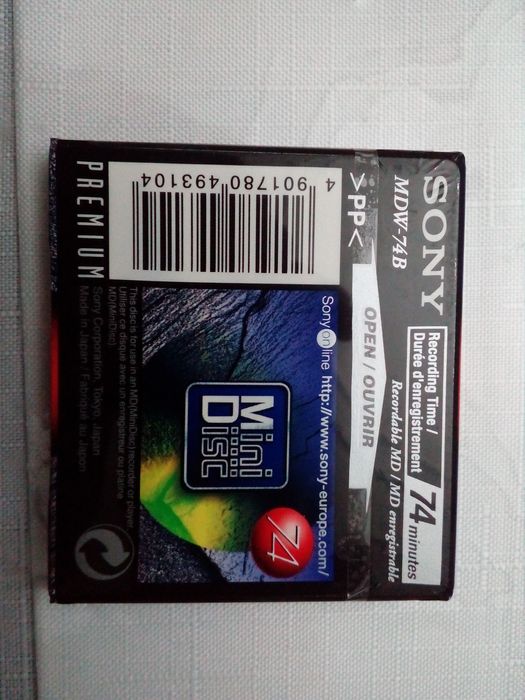 SONY
MDW-74B
Recording Time /
Durée d'enregistrement
74 minutes
Recordable MD / MD enregistrable
>PP<
OPEN / OUVRIR
4 901780 493104
Sony online http://www.sony-europe.com/
Mini
Disc
74
This disc is for use in an MD(MiniDisc) recorder or player.
Utiliser ce disque avec un enregistreur ou platine
MD(MiniDisc).
Sony Corporation, Tokyo, Japan
Made in Japan / Fabriqué au Japon
PREMIUM